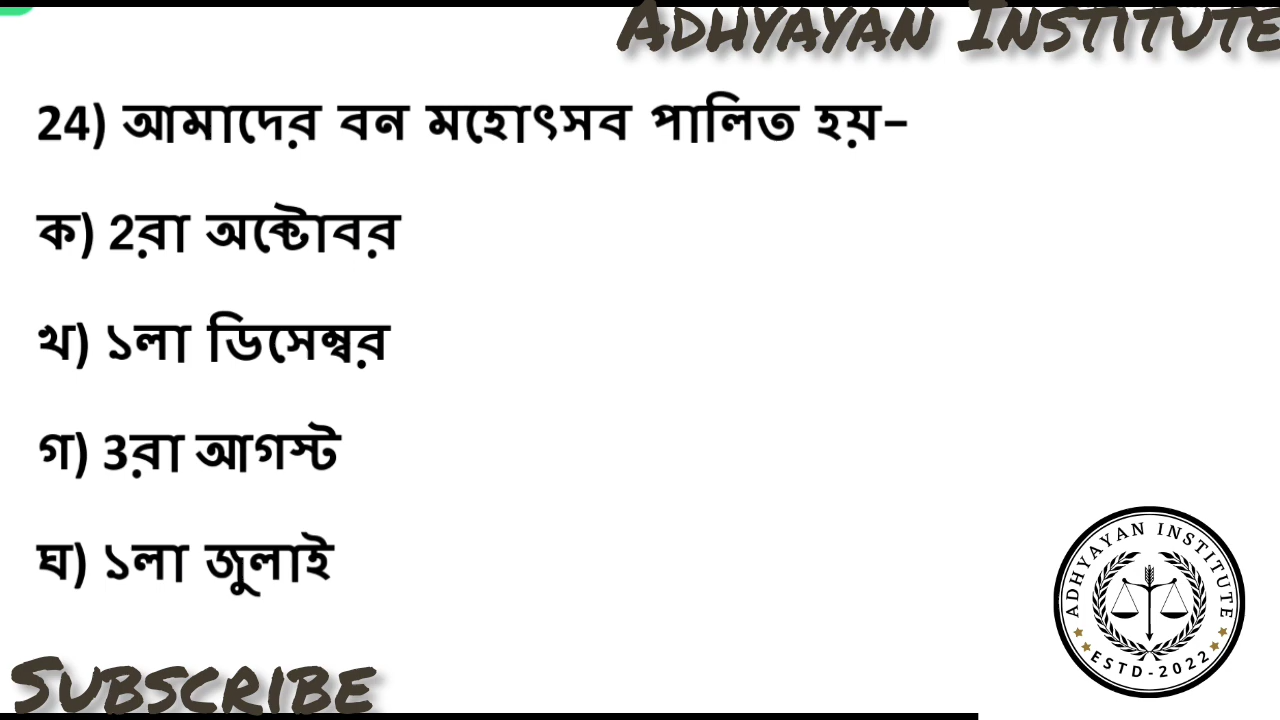 ADHYAYAN INSTITUTE
24) আমাদের বন মহোৎসব পালিত হয়-
ক) 2রা অক্টোবর
খ) ১লা ডিসেম্বর
গ) 3রা আগস্ট
ঘ) ১লা জুলাই
ADHYAYAN INSTITUTE
ESTD-2022
SUBSCRIBE